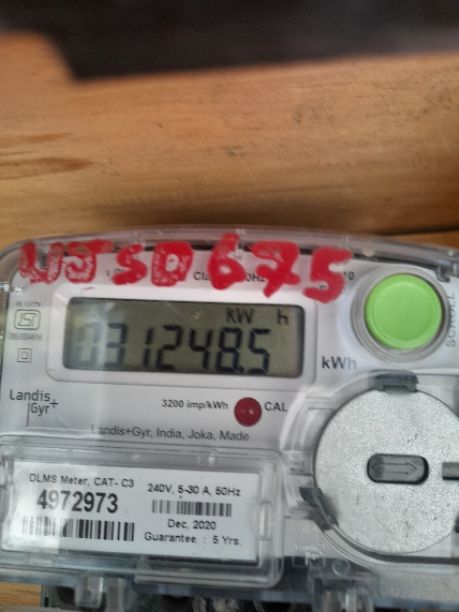 WJSD675
KW h
031248.5
kWh
Landis
Gyr+
3200 imp/kWh
CAL
Landis+Gyr, India, Joka, Made
DLMS Meter, CAT- C3
4972973
240V, 5-30 A, 50Hz
Dec, 2020
Guarantee : 5 Yrs.